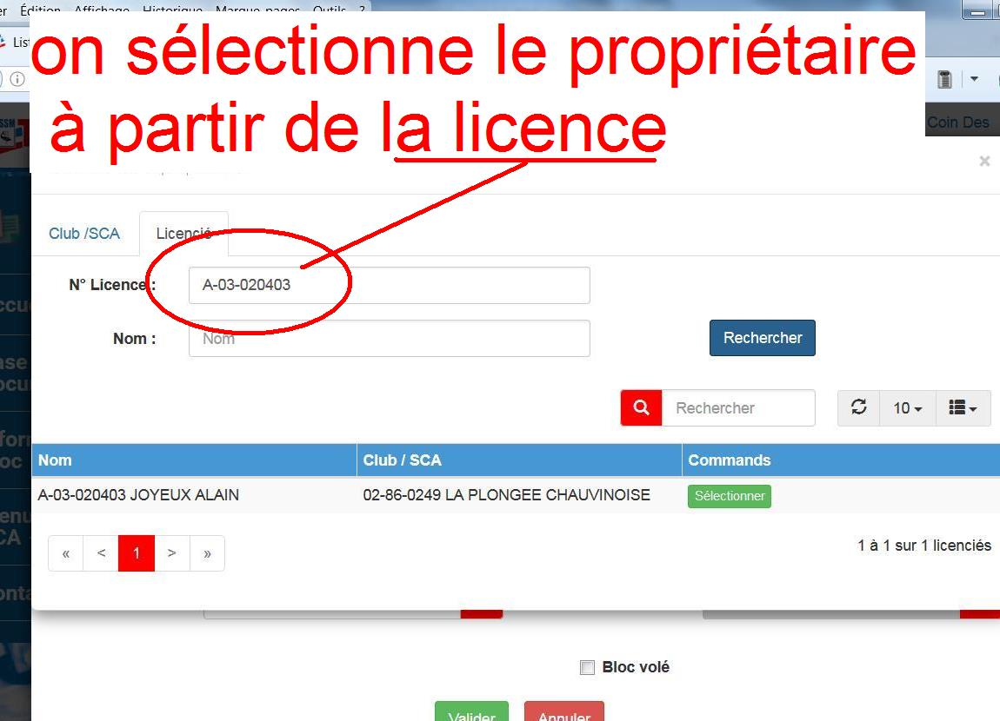 Édition Affichage Historique Marque-pages Outils ?
on sélectionne le propriétaire
à partir de la licence
Coin Des
×
Club /SCA
Licencié
N° Licence :
A-03-020403
Nom :
Nom
Rechercher
Rechercher
10
Nom Club / SCA Commands
A-03-020403 JOYEUX ALAIN 02-86-0249 LA PLONGEE CHAUVINOISE Sélectionner
« < 1 > »
1 à 1 sur 1 licenciés
Bloc volé
Valider Annuler